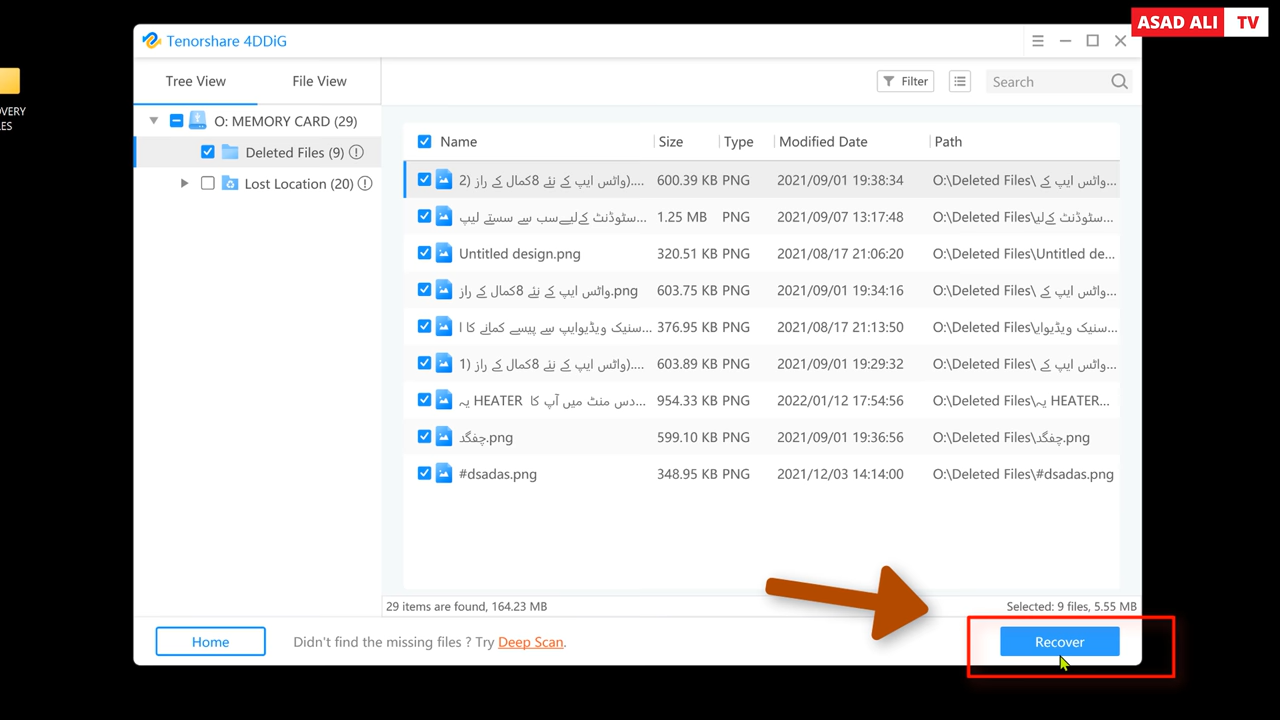 ASAD ALI TV
Tenorshare 4DDiG
Tree View File View
Filter Search
OVERY
ES
O: MEMORY CARD (29)
Deleted Files (9)
Lost Location (20)
Name Size Type Modified Date Path
واٹس ایپ کے نئے 8کمال کے راز (2).... 600.39 KB PNG 2021/09/01 19:38:34 O:\Deleted Files\ واٹس ایپ کے...
سٹوڈنٹ کےلیےسب سے سستے لیپ... 1.25 MB PNG 2021/09/07 13:17:48 O:\Deleted Files\سٹوڈنٹ کےلیا...
Untitled design.png 320.51 KB PNG 2021/08/17 21:06:20 O:\Deleted Files\Untitled de...
واٹس ایپ کے نئے 8کمال کے راز.png 603.75 KB PNG 2021/09/01 19:34:16 O:\Deleted Files\ واٹس ایپ کے...
سنیک ویڈیوایپ سے پیسے کمانے کا ا... 376.95 KB PNG 2021/08/17 21:13:50 O:\Deleted Files\سنیک ویڈیوایا...
واٹس ایپ کے نئے 8کمال کے راز (1).... 603.89 KB PNG 2021/09/01 19:29:32 O:\Deleted Files\ واٹس ایپ کے...
یہ HEATER دس منٹ میں آپ کا... 954.33 KB PNG 2022/01/12 17:54:56 O:\Deleted Files\یہ HEATER...
چفگد.png 599.10 KB PNG 2021/09/01 19:36:56 O:\Deleted Files\چفگد.png
#dsadas.png 348.95 KB PNG 2021/12/03 14:14:00 O:\Deleted Files\#dsadas.png
29 items are found, 164.23 MB Selected: 9 files, 5.55 MB
Home Didn't find the missing files ? Try Deep Scan. Recover